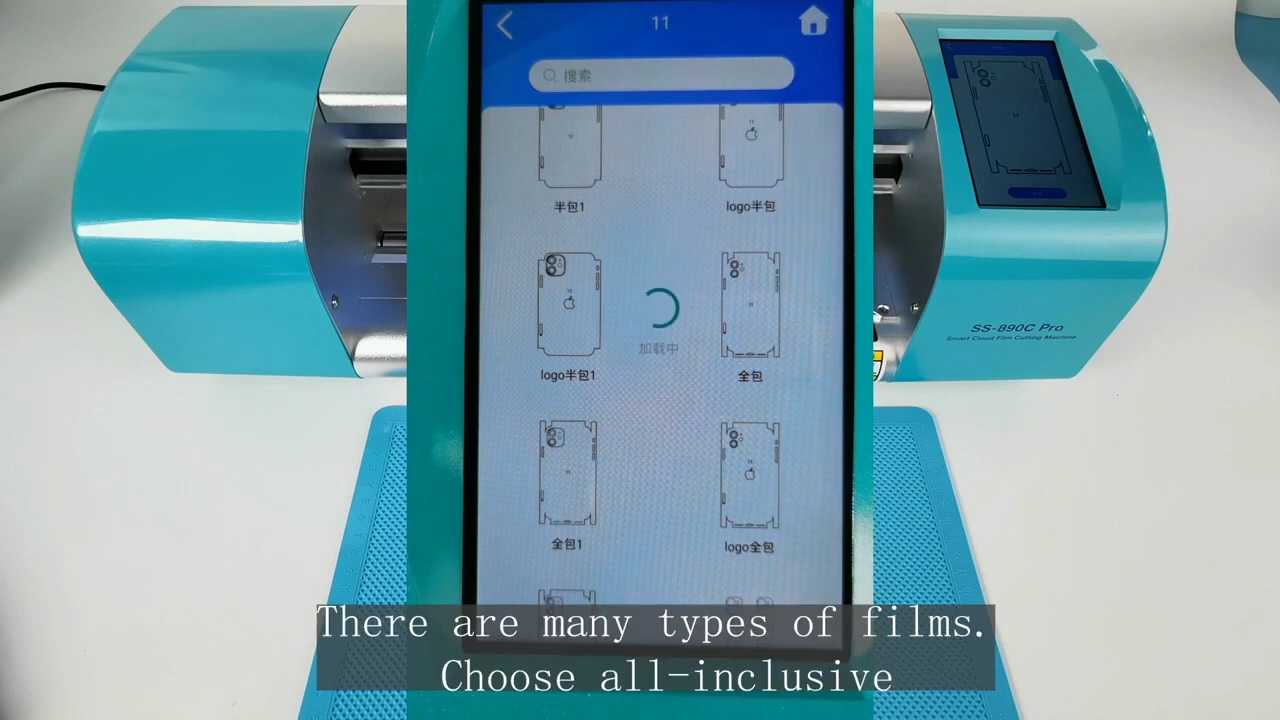 11
搜索
半包1
logo半包
logo半包1
全包
加载中
全包1
logo全包
SS-890C Pro
Smart Cloud Film Cutting Machine
There are many types of films.
Choose all-inclusive